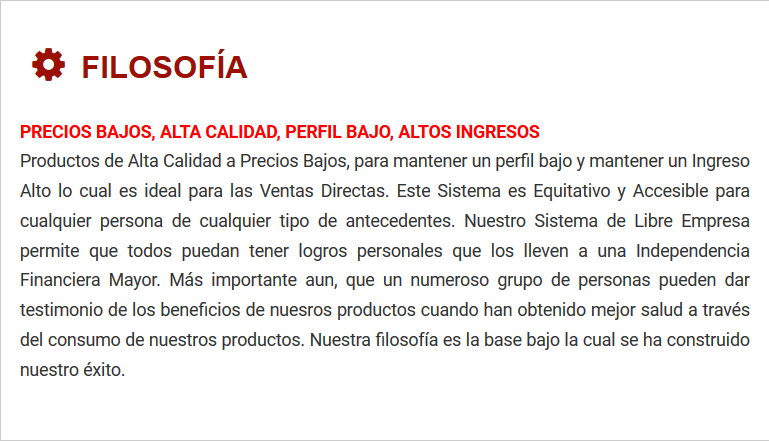 FILOSOFÍA
PRECIOS BAJOS, ALTA CALIDAD, PERFIL BAJO, ALTOS INGRESOS
Productos de Alta Calidad a Precios Bajos, para mantener un perfil bajo y mantener un Ingreso
Alto lo cual es ideal para las Ventas Directas. Este Sistema es Equitativo y Accesible para
cualquier persona de cualquier tipo de antecedentes. Nuestro Sistema de Libre Empresa
permite que todos puedan tener logros personales que los lleven a una Independencia
Financiera Mayor. Más importante aun, que un numeroso grupo de personas pueden dar
testimonio de los beneficios de nuesros productos cuando han obtenido mejor salud a través
del consumo de nuestros productos. Nuestra filosofía es la base bajo la cual se ha construido
nuestro éxito.